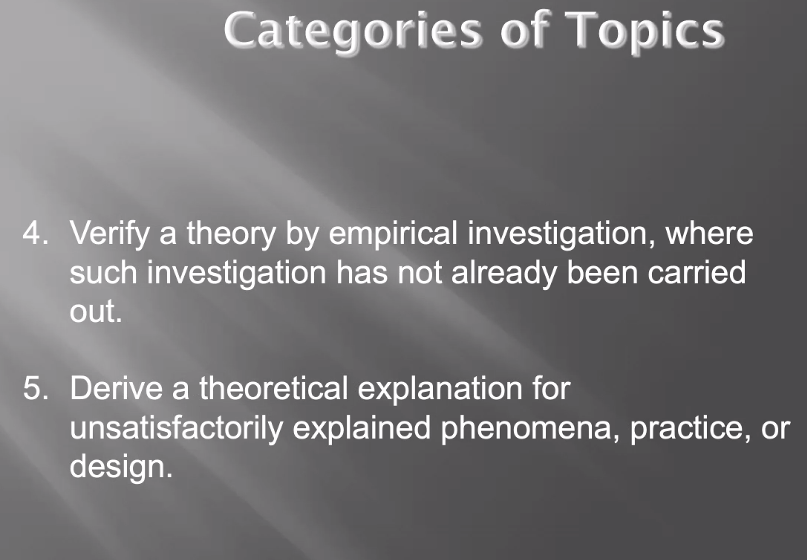 Categories of Topics
4. Verify a theory by empirical investigation, where
such investigation has not already been carried
out.
5. Derive a theoretical explanation for
unsatisfactorily explained phenomena, practice, or
design.